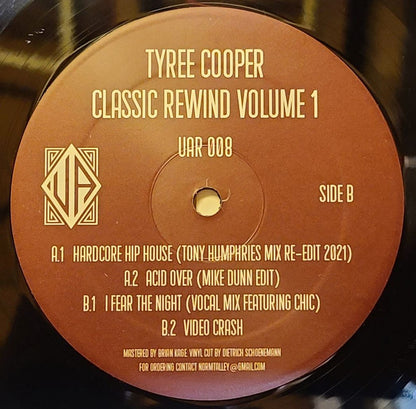 TYREE COOPER
CLASSIC REWIND VOLUME 1
UAR 008
SIDE B
A.1 HARDCORE HIP HOUSE (TONY HUMPHRIES MIX RE-EDIT 2021)
A.2 ACID OVER (MIKE DUNN EDIT)
B.1 I FEAR THE NIGHT (VOCAL MIX FEATURING CHIC)
B.2 VIDEO CRASH
MASTERED BY BRIAN KAGE VINYL CUT BY DIETRICH SCHOENEMANN
FOR ORDERING CONTACT NORMTALLEY@GMAIL.COM